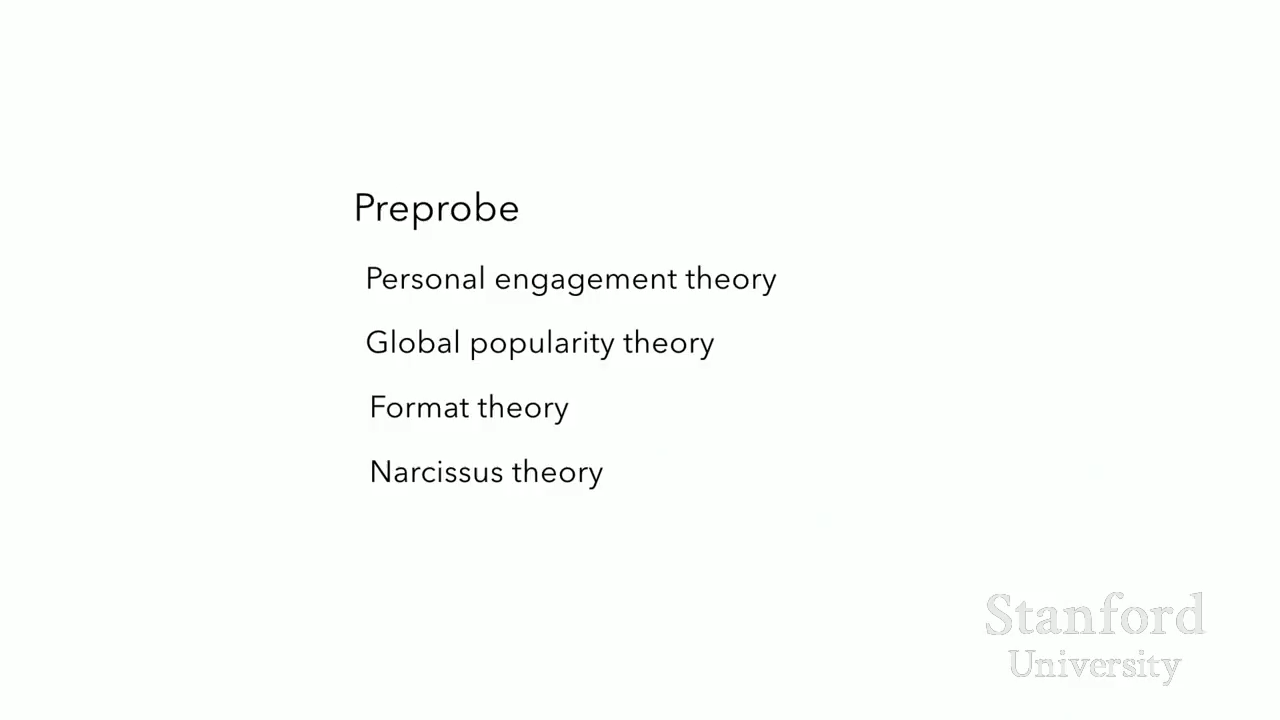 Preprobe
Personal engagement theory
Global popularity theory
Format theory
Narcissus theory
Stanford
University